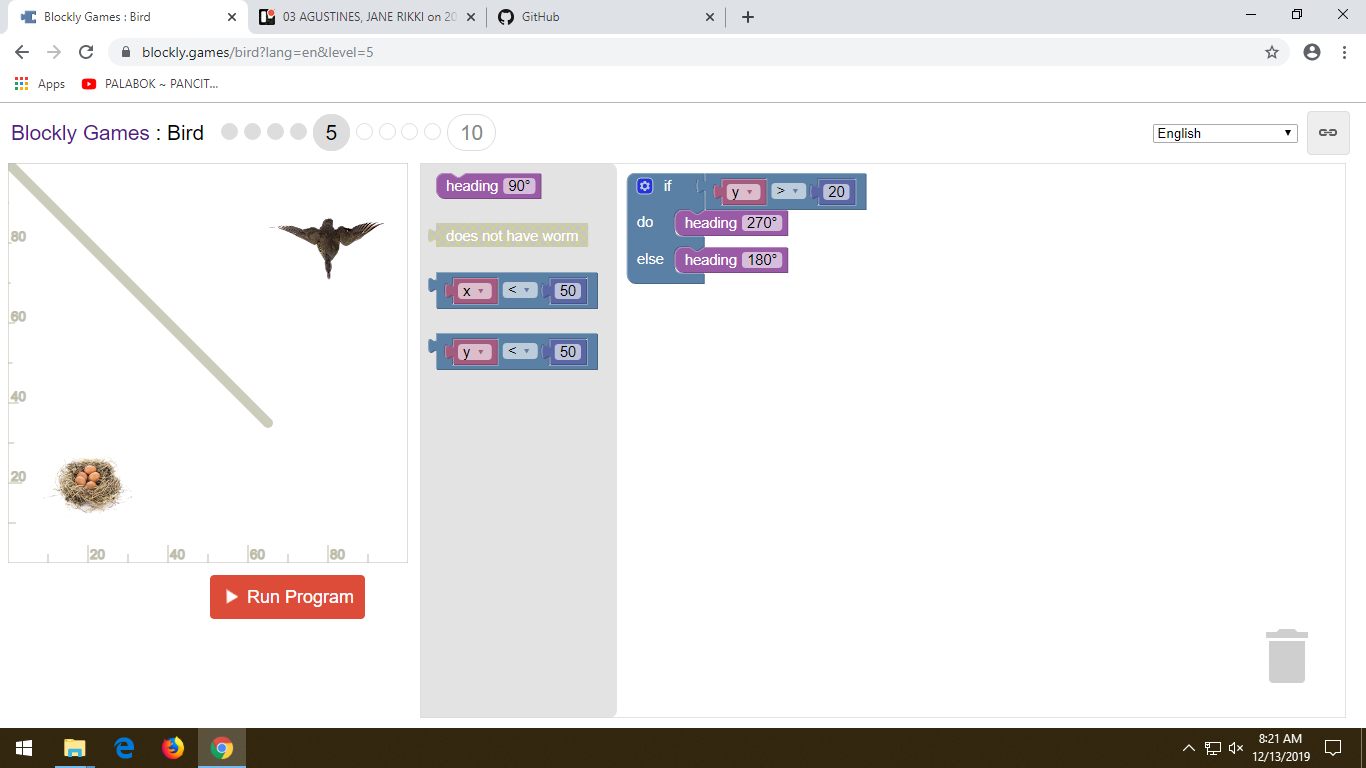 Blockly Games : Bird
03 AGUSTINES, JANE RIKKI on 20
GitHub
blockly.games/bird?lang=en&level=5
Apps
PALABOK ~ PANCIT...
Blockly Games : Bird
5
10
English
80
60
40
20
20
40
60
80
Run Program
heading 90°
does not have worm
x < 50
y < 50
if y > 20
do heading 270°
else heading 180°
8:21 AM
12/13/2019